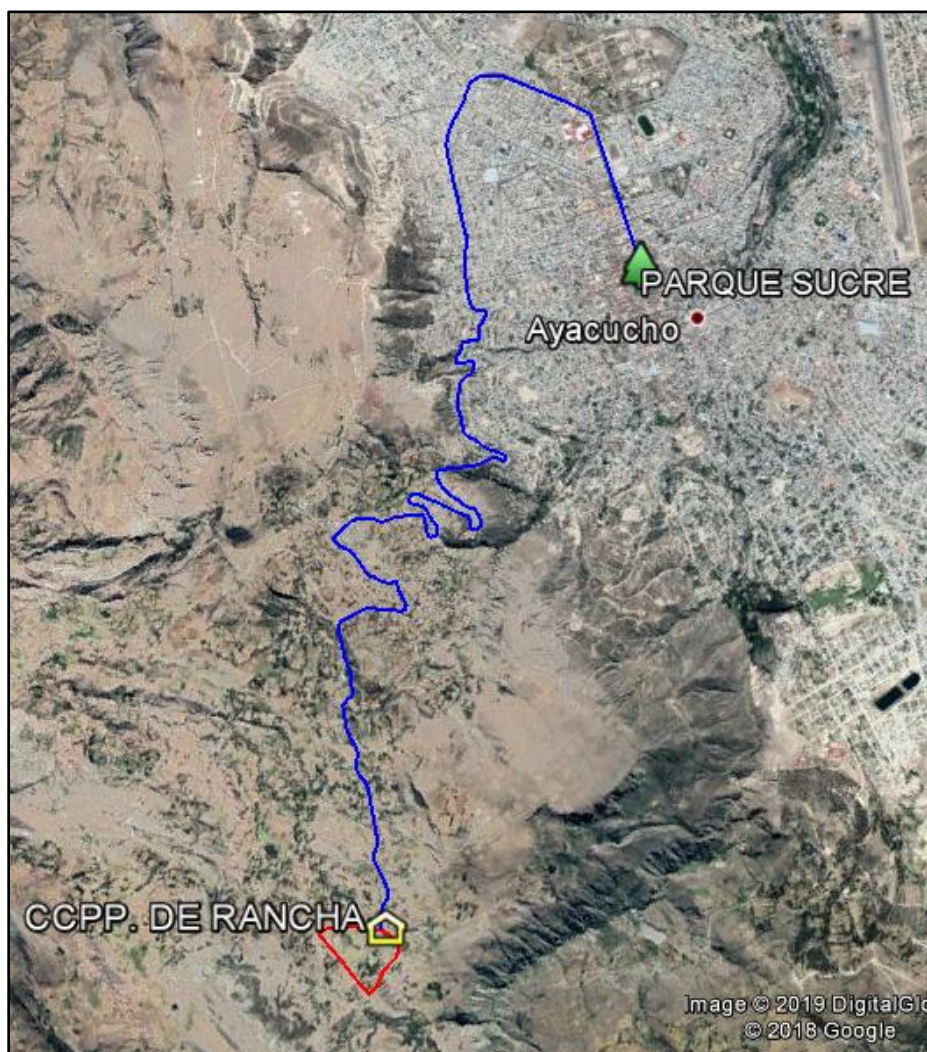 PARQUE SUCRE
Ayacucho
CCPP. DE RANCHA
Image © 2019 DigitalGlo
© 2018 Google